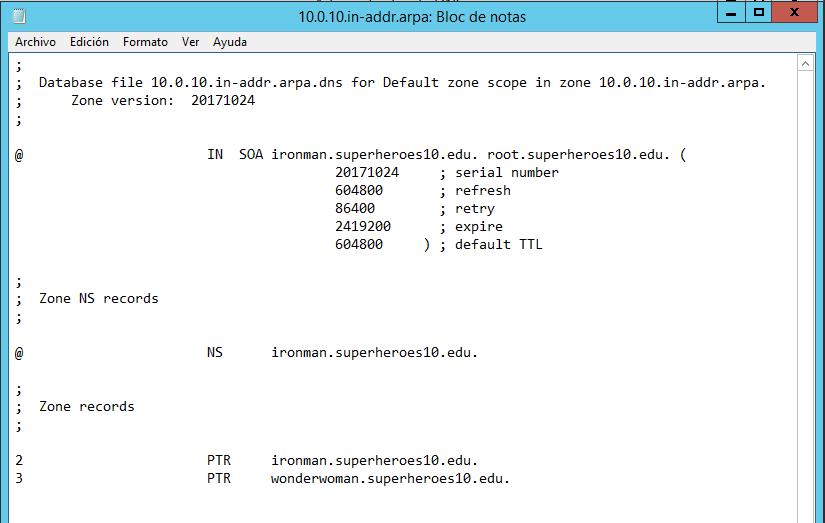 10.0.10.in-addr.arpa: Bloc de notas
Archivo Edición Formato Ver Ayuda
;
; Database file 10.0.10.in-addr.arpa.dns for Default zone scope in zone 10.0.10.in-addr.arpa.
; Zone version: 20171024
;
@ IN SOA ironman.superheroes10.edu. root.superheroes10.edu. (
20171024 ; serial number
604800 ; refresh
86400 ; retry
2419200 ; expire
604800 ) ; default TTL
;
; Zone NS records
;
@ NS ironman.superheroes10.edu.
;
; Zone records
;
2 PTR ironman.superheroes10.edu.
3 PTR wonderwoman.superheroes10.edu.